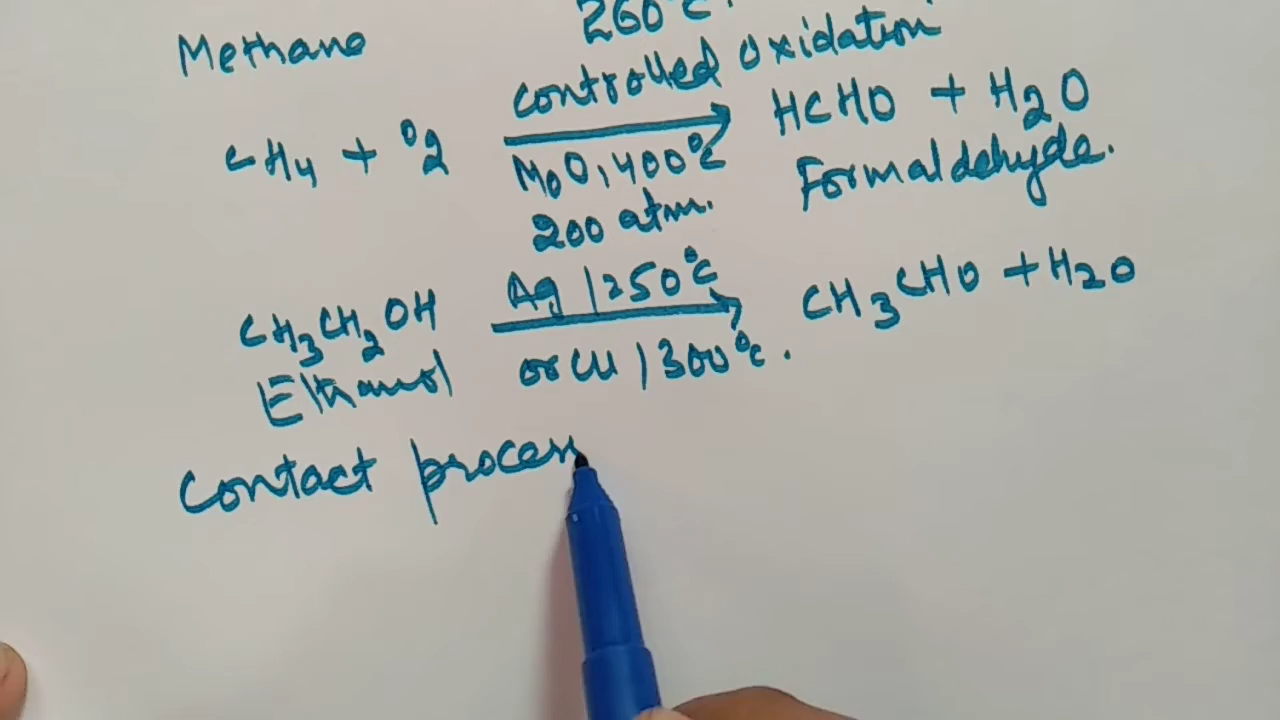 260°C.
Methane
controlled oxidation
CH4 + O2 → HCHO + H2O
MoO, 400°C Formaldehyde.
200 atm.
Ag | 250°C
CH3CH2OH → CH3CHO + H2O
Ethanol or Cu | 300°C.
Contact process